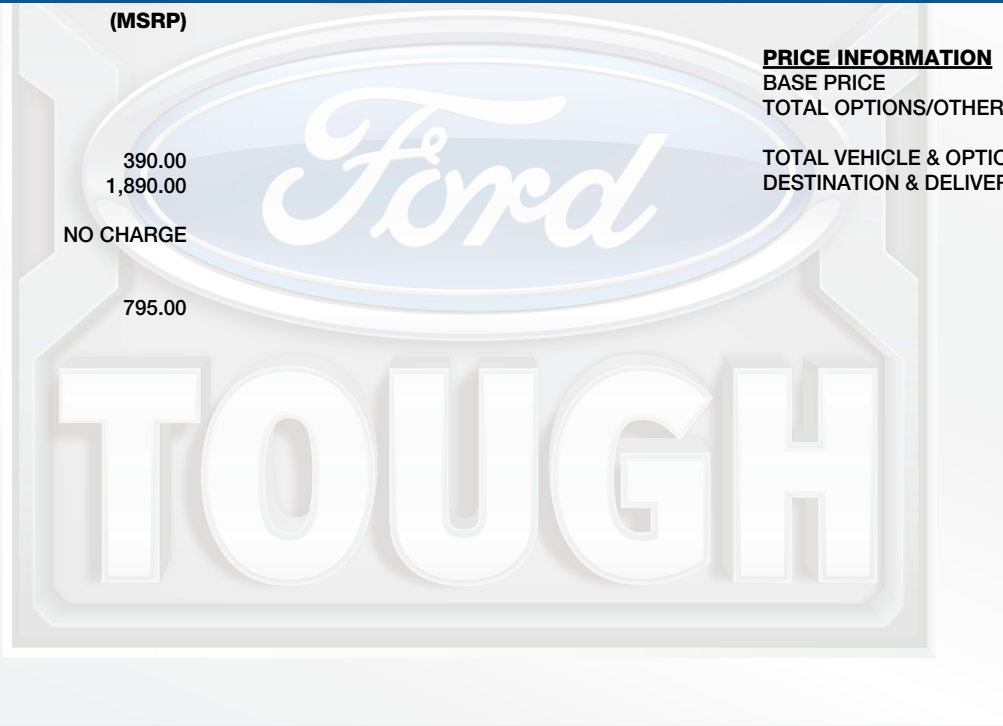 (MSRP)
PRICE INFORMATION
BASE PRICE
TOTAL OPTIONS/OTHER
390.00
TOTAL VEHICLE & OPTIO
1,890.00
DESTINATION & DELIVER
NO CHARGE
795.00
Ford
TOUGH